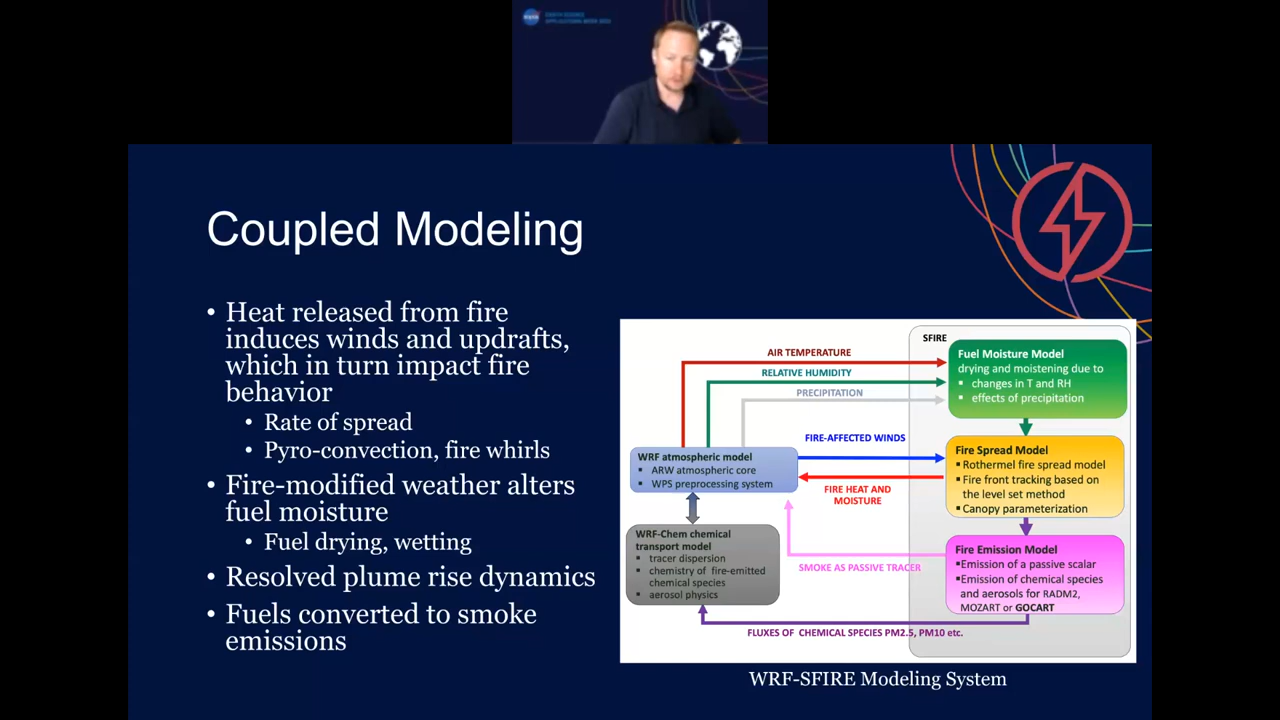 NASA
EARTH SCIENCE
APPLICATIONS WEEK
Coupled Modeling
• Heat released from fire
induces winds and updrafts,
which in turn impact fire
behavior
• Rate of spread
• Pyro-convection, fire whirls
• Fire-modified weather alters
fuel moisture
• Fuel drying, wetting
• Resolved plume rise dynamics
• Fuels converted to smoke
emissions
SFIRE
AIR TEMPERATURE
RELATIVE HUMIDITY
PRECIPITATION
Fuel Moisture Model
drying and moistening due to
▪ changes in T and RH
▪ effects of precipitation
FIRE-AFFECTED WINDS
WRF atmospheric model
▪ ARW atmospheric core
▪ WPS preprocessing system
FIRE HEAT AND
MOISTURE
Fire Spread Model
▪ Rothermel fire spread model
▪ Fire front tracking based on
the level set method
▪ Canopy parameterization
WRF-Chem chemical
transport model
▪ tracer dispersion
▪ chemistry of fire-emitted
chemical species
▪ aerosol physics
SMOKE AS PASSIVE TRACER
Fire Emission Model
▪ Emission of a passive scalar
▪ Emission of chemical species
and aerosols for RADM2,
MOZART or GOCART
FLUXES OF CHEMICAL SPECIES PM2.5, PM10 etc.
WRF-SFIRE Modeling System